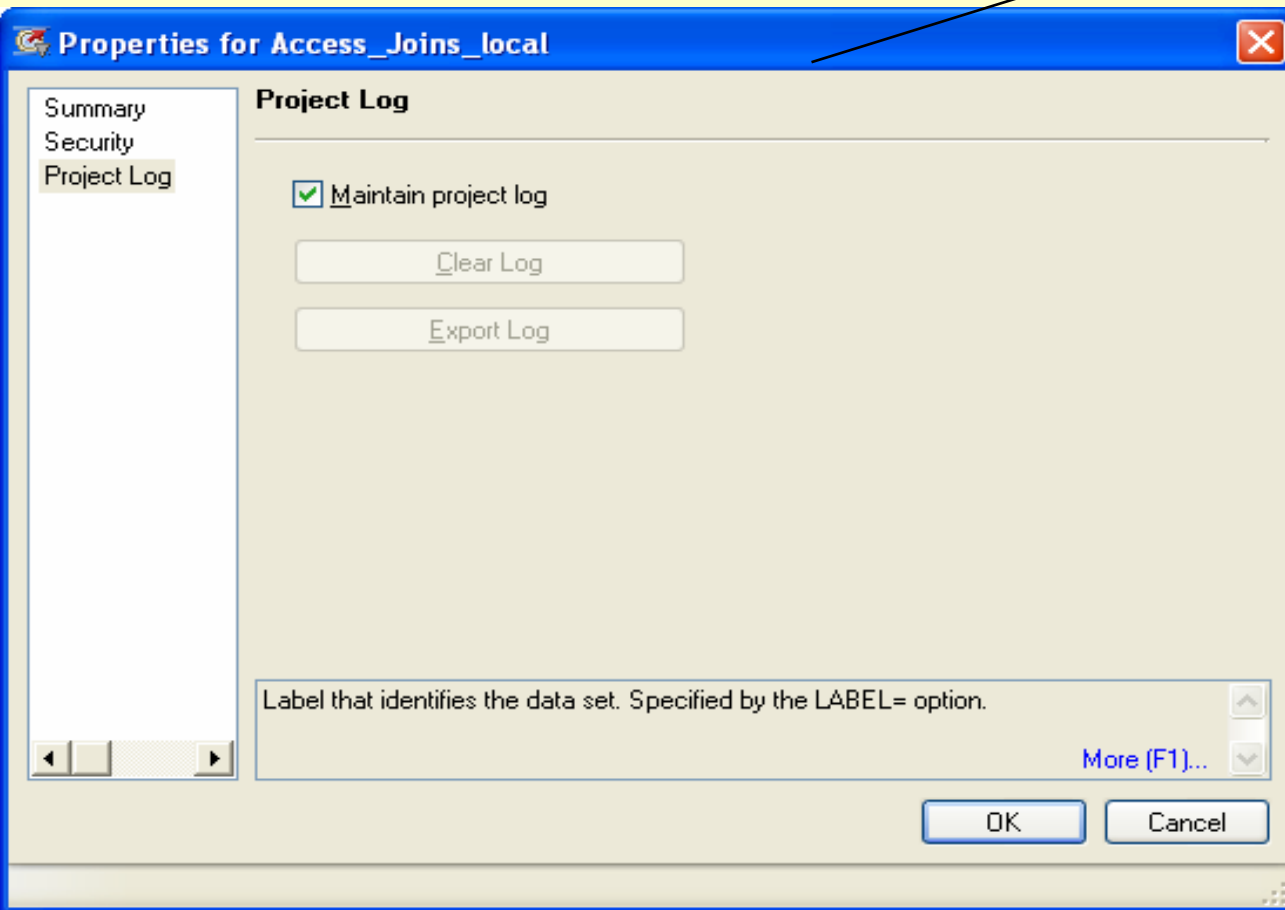 Properties for Access_Joins_local
Summary
Security
Project Log
Project Log
Maintain project log
Clear Log
Export Log
Label that identifies the data set. Specified by the LABEL= option.
More (F1)...
OK
Cancel